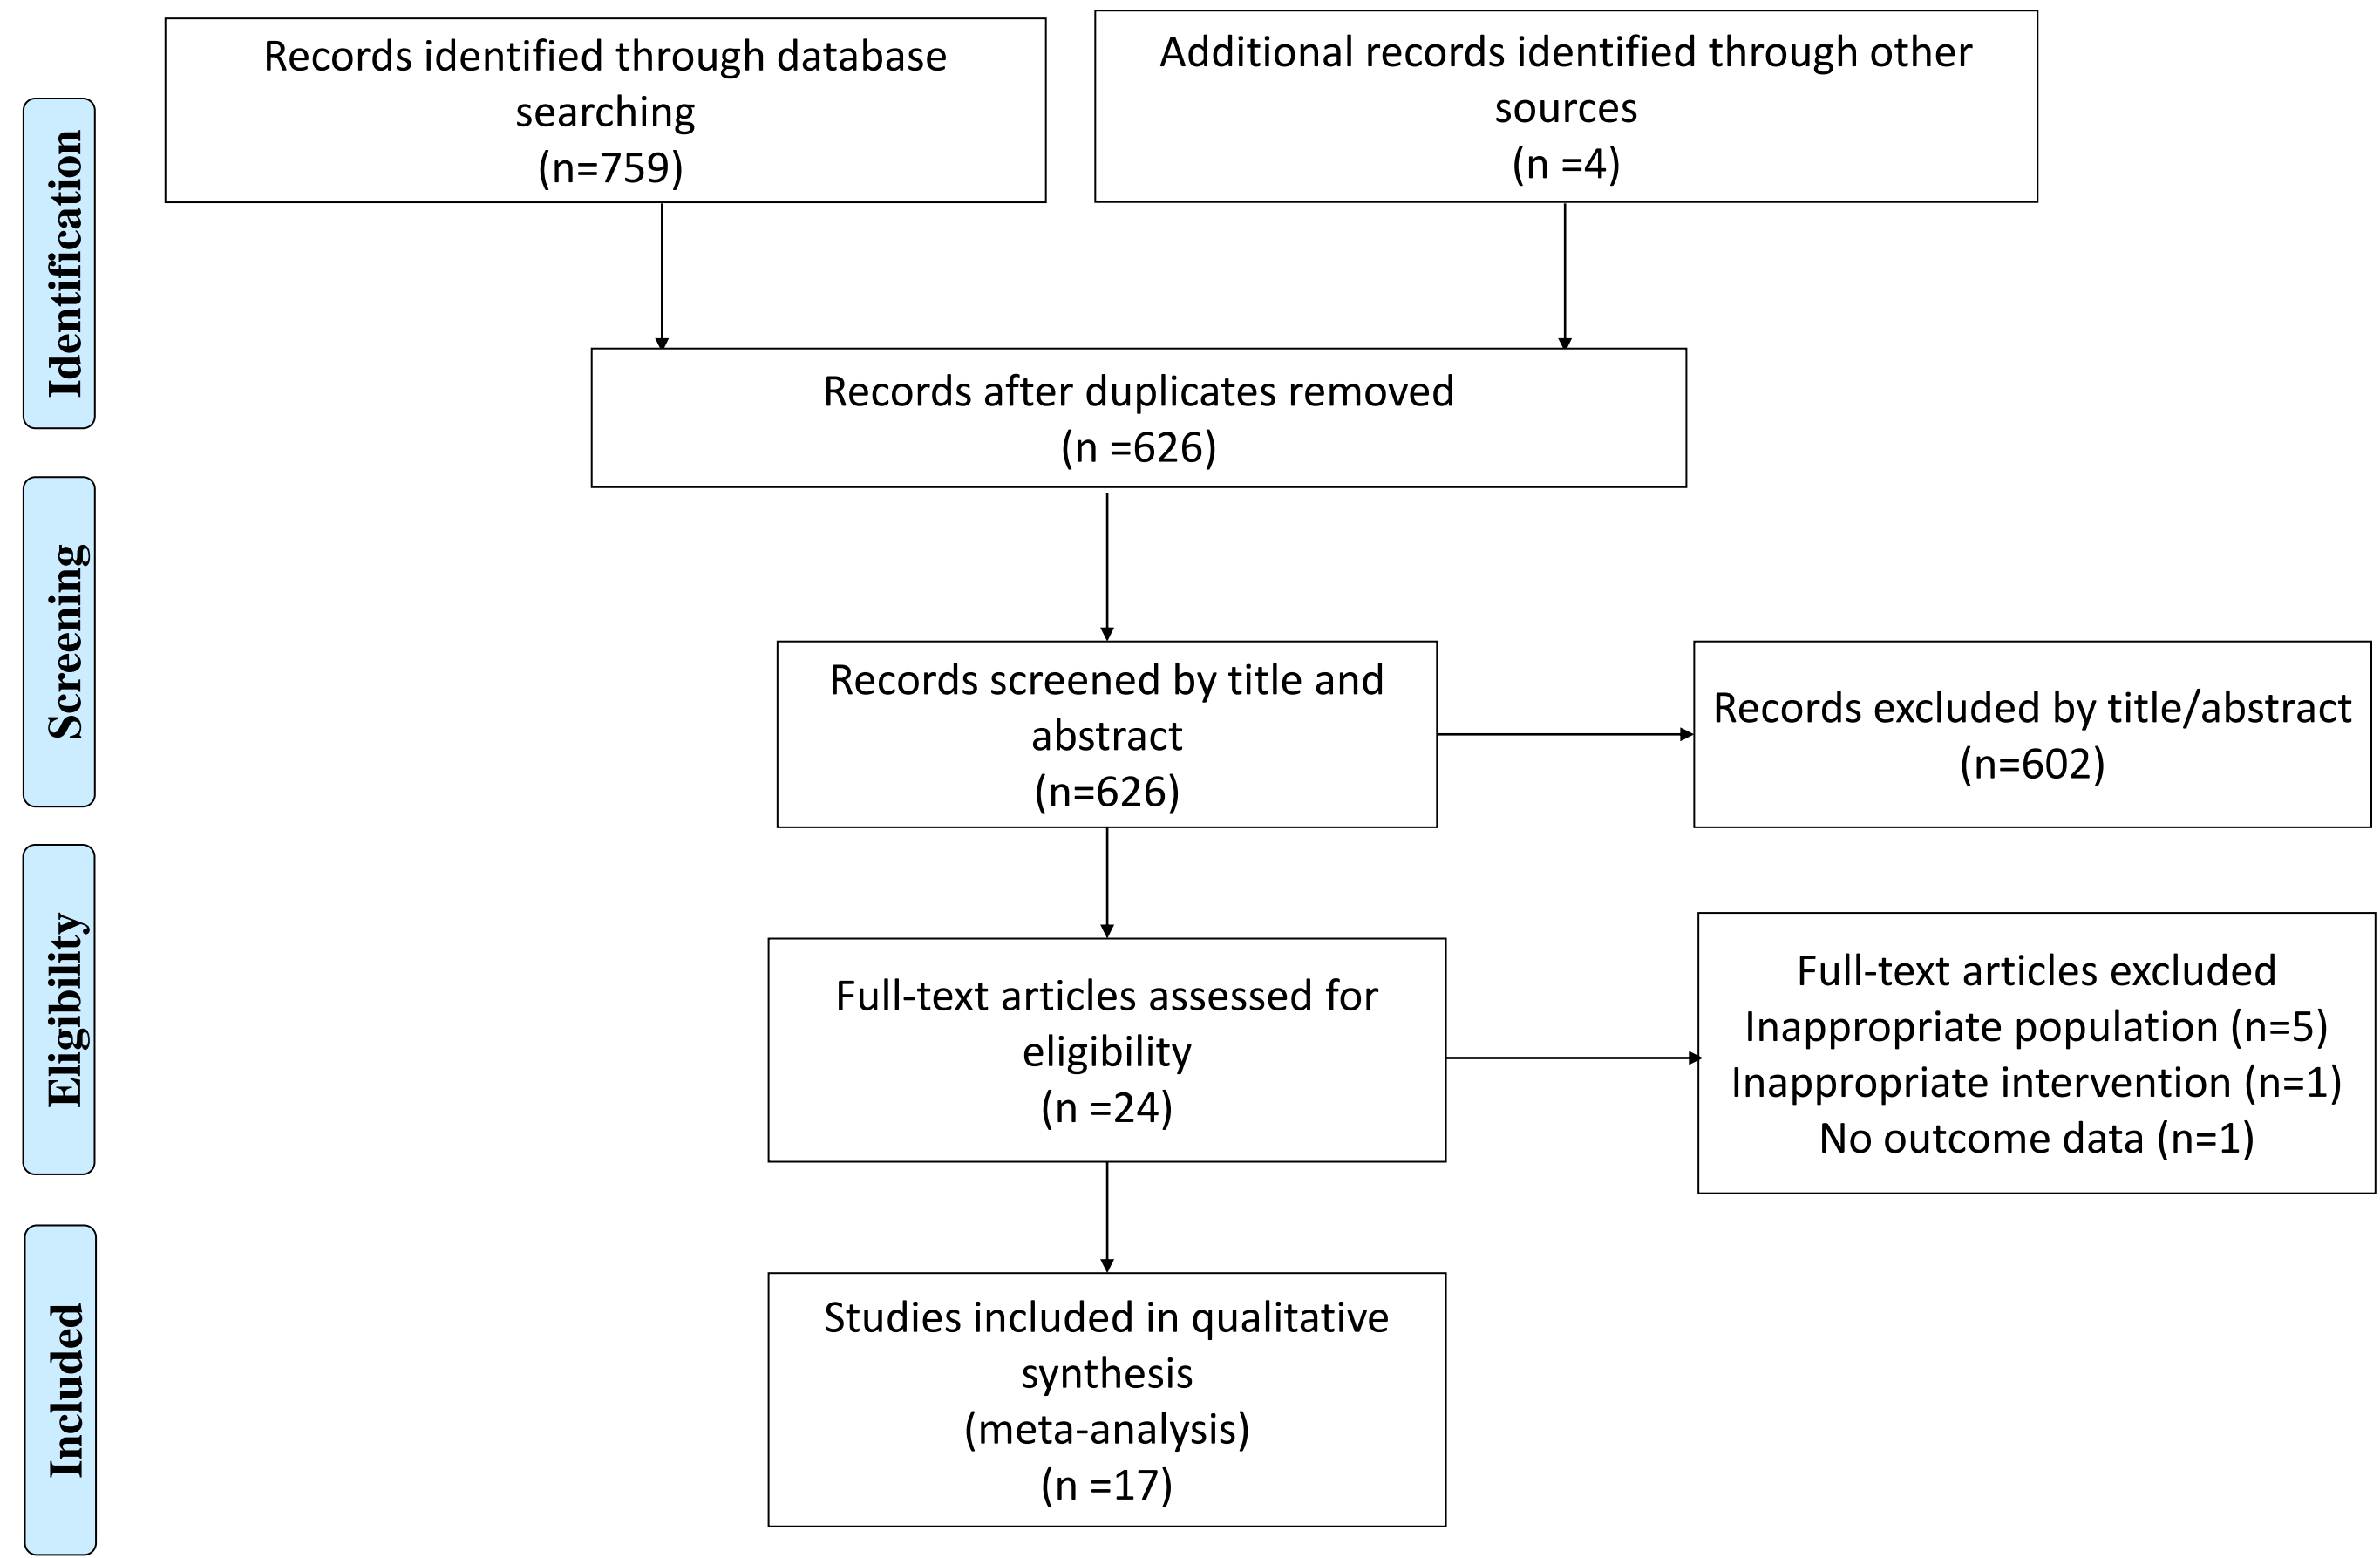 Identification
Records identified through database
searching
(n=759)
Additional records identified through other
sources
(n =4)
Records after duplicates removed
(n =626)
Screening
Records screened by title and
abstract
(n=626)
Records excluded by title/abstract
(n=602)
Eligibility
Full-text articles assessed for
eligibility
(n =24)
Full-text articles excluded
Inappropriate population (n=5)
Inappropriate intervention (n=1)
No outcome data (n=1)
Included
Studies included in qualitative
synthesis
(meta-analysis)
(n =17)